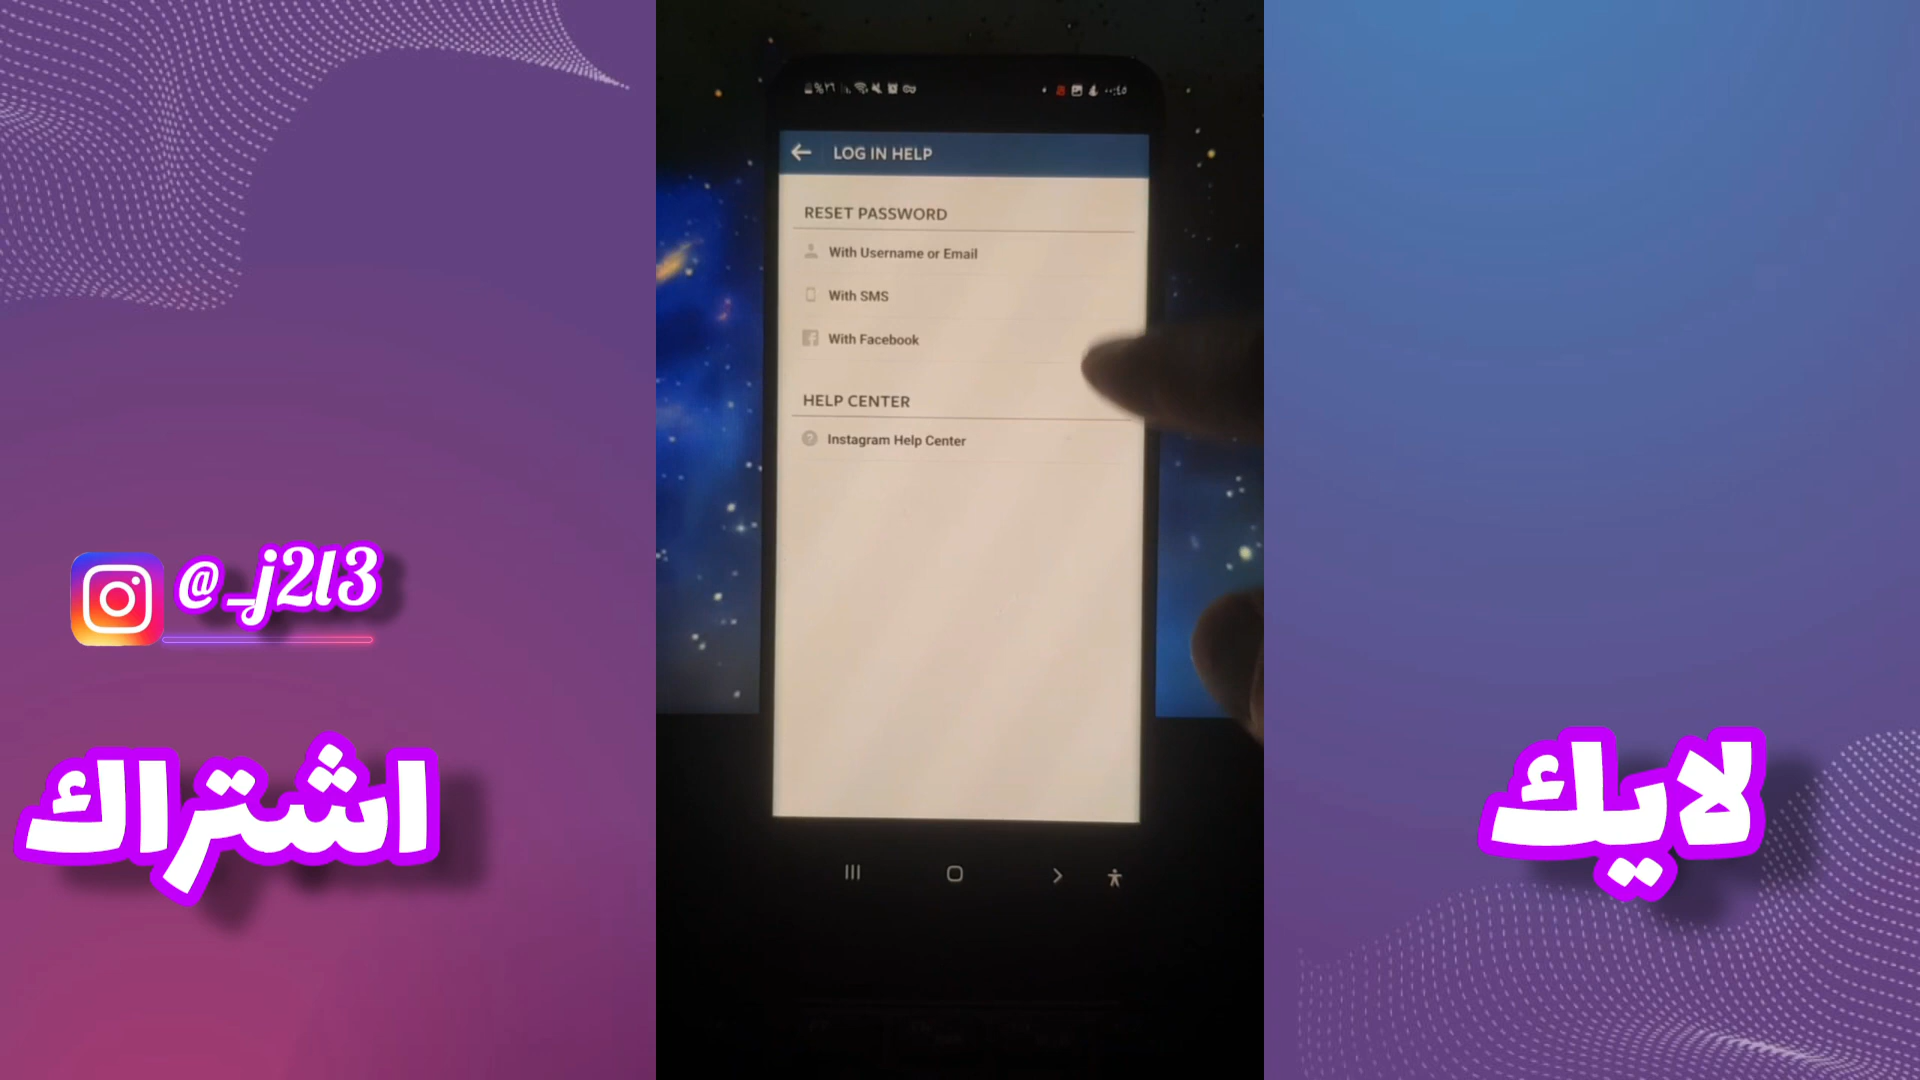 LOG IN HELP
RESET PASSWORD
With Username or Email
With SMS
With Facebook
HELP CENTER
Instagram Help Center
@_j2l3
اشتراك
لايك